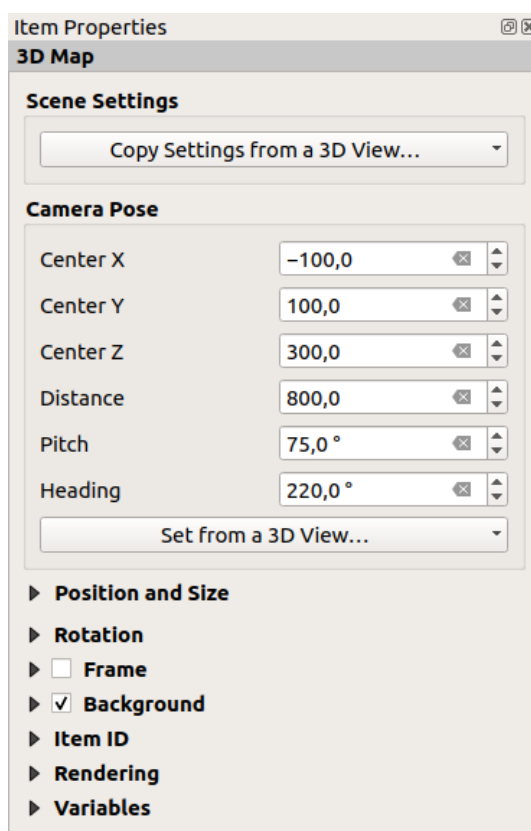 Item Properties
3D Map
Scene Settings
Copy Settings from a 3D View…
Camera Pose
Center X −100,0
Center Y 100,0
Center Z 300,0
Distance 800,0
Pitch 75,0 °
Heading 220,0 °
Set from a 3D View…
Position and Size
Rotation
Frame
Background
Item ID
Rendering
Variables